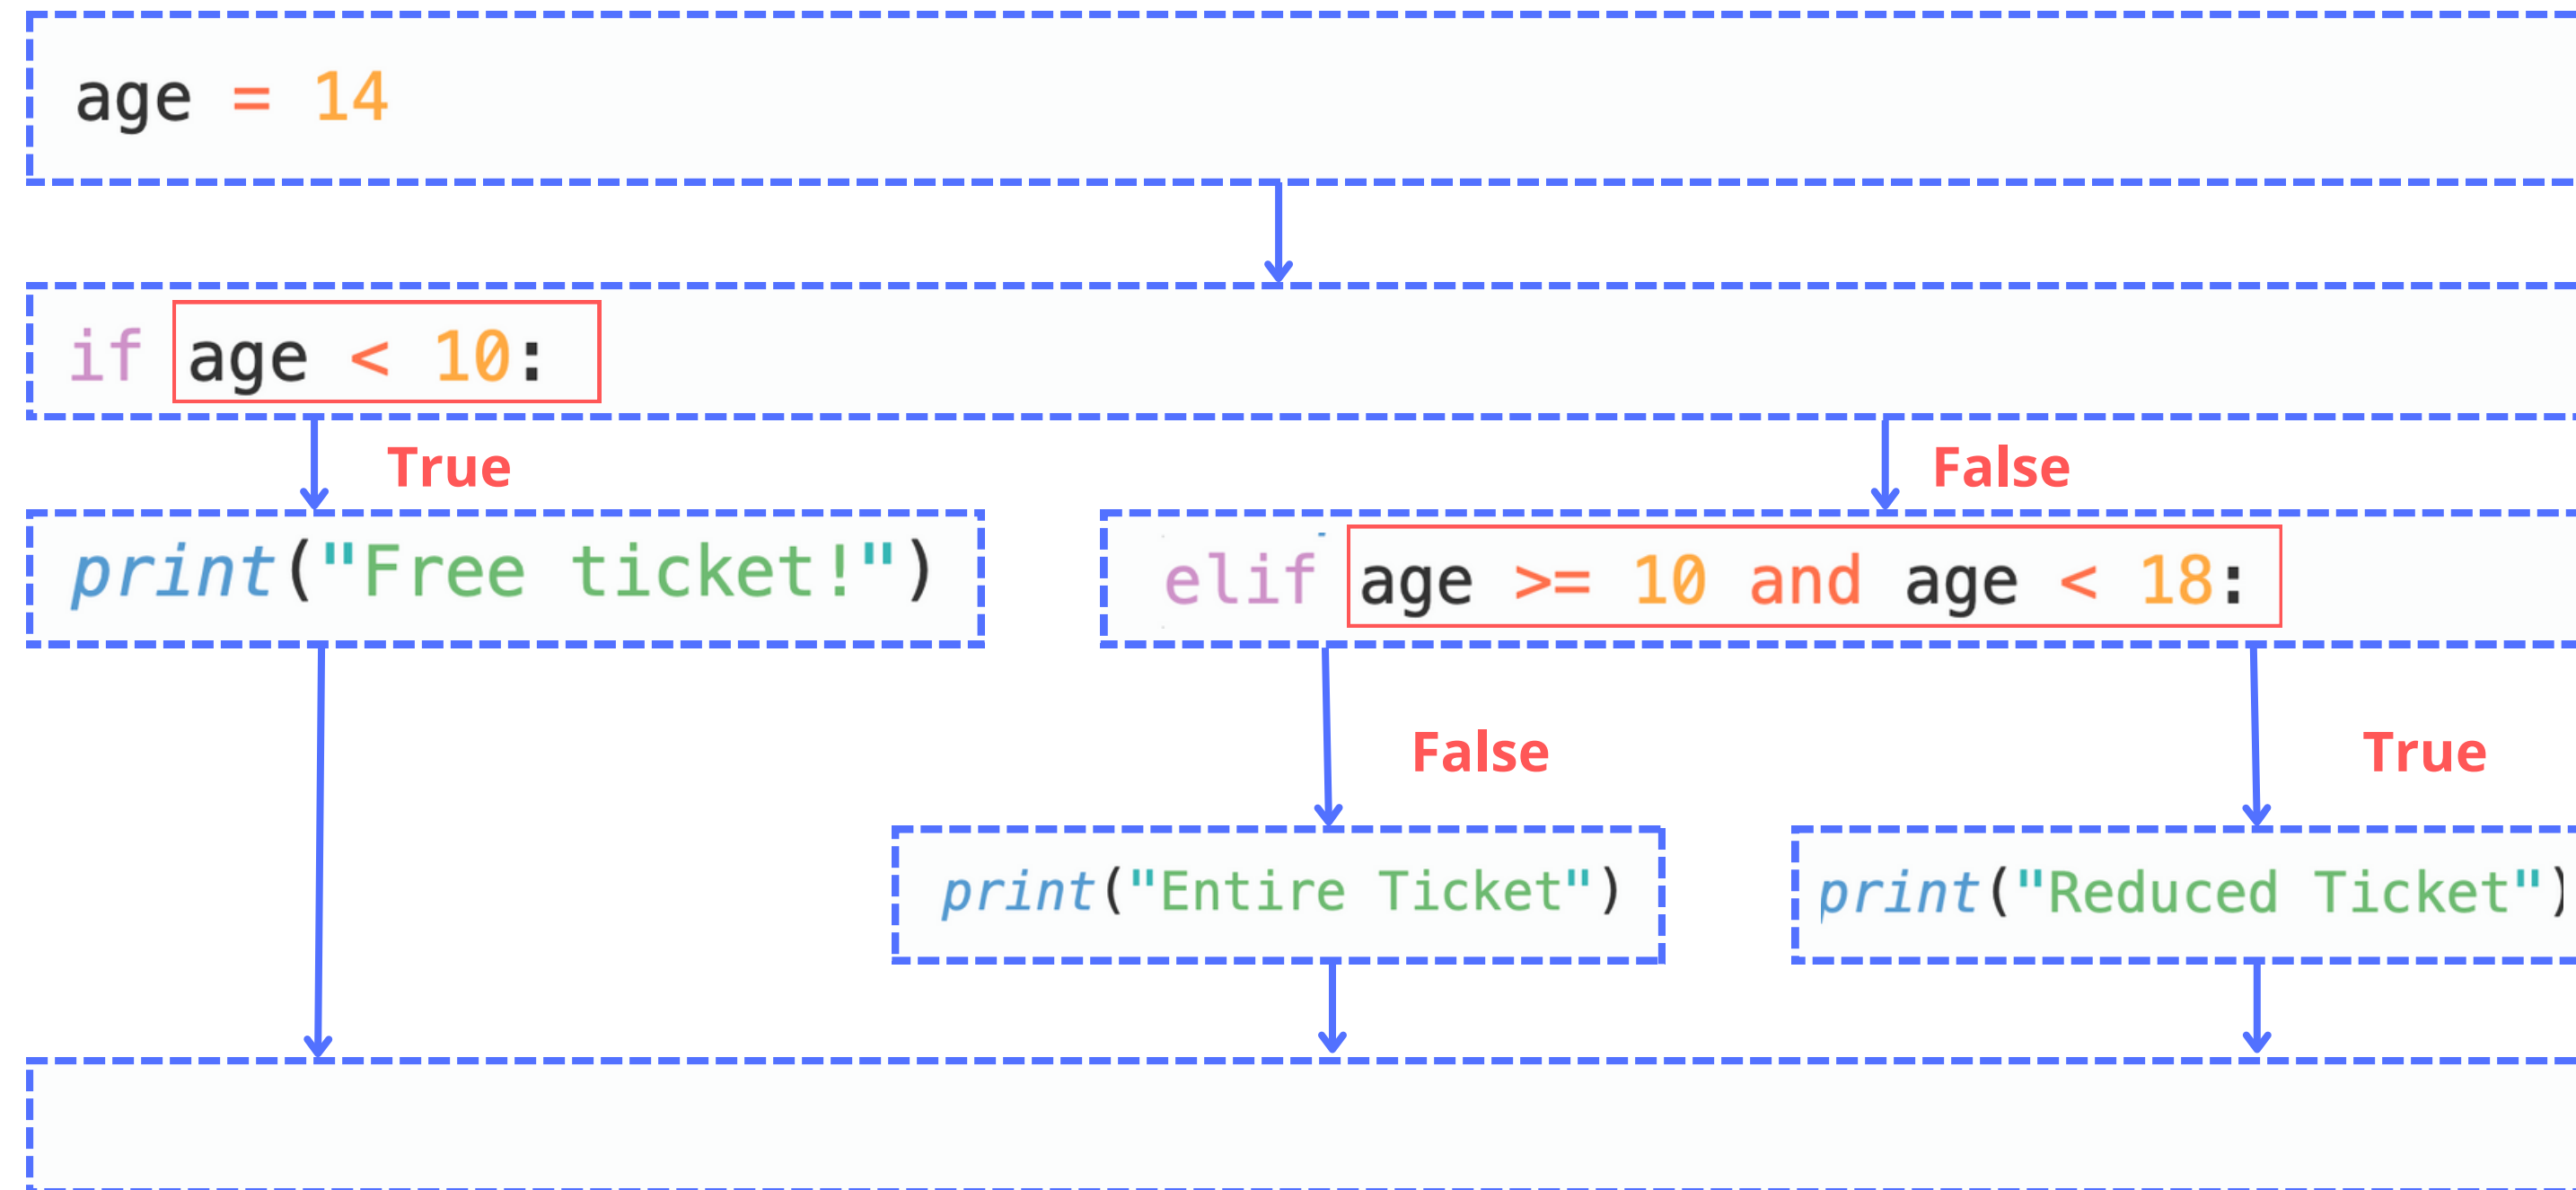 age = 14
if age < 10:
True
False
print("Free ticket!")
elif age >= 10 and age < 18:
False
True
print("Entire Ticket")
print("Reduced Ticket")